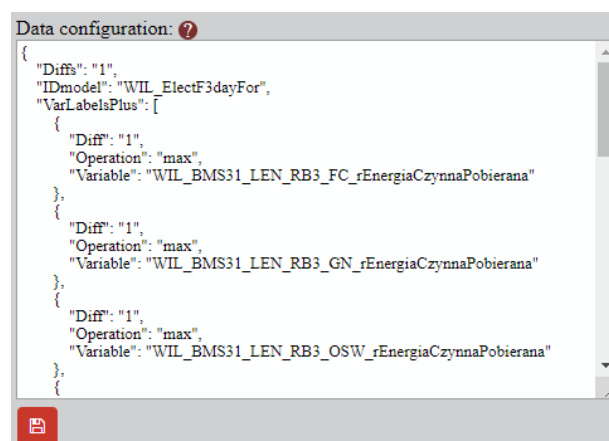 Data configuration: ?
{
"Diffs": "1",
"IDmodel": "WIL_ElectF3dayFor",
"VarLabelsPlus": [
{
"Diff": "1",
"Operation": "max",
"Variable": "WIL_BMS31_LEN_RB3_FC_rEnergiaCzynnaPobierana"
},
{
"Diff": "1",
"Operation": "max",
"Variable": "WIL_BMS31_LEN_RB3_GN_rEnergiaCzynnaPobierana"
},
{
"Diff": "1",
"Operation": "max",
"Variable": "WIL_BMS31_LEN_RB3_OSW_rEnergiaCzynnaPobierana"
},
{